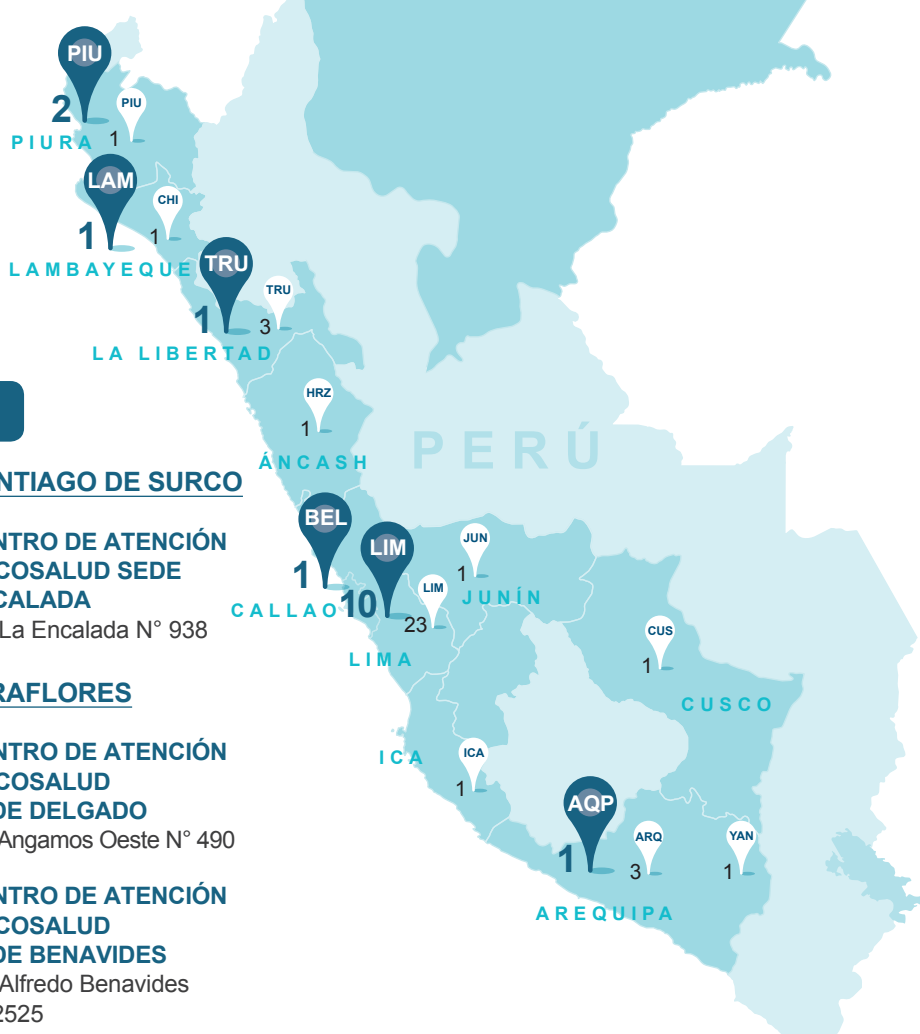 PIU
2
PIU
1
PIURA
LAM
CHI
1
1
LAMBAYEQUE
TRU
TRU
1
3
LA LIBERTAD
HRZ
1
ÁNCASH
PERÚ
NTIAGO DE SURCO
NTRO DE ATENCIÓN
COSALUD SEDE
CALADA
La Encalada N° 938
RAFLORES
NTRO DE ATENCIÓN
COSALUD
DE DELGADO
Angamos Oeste N° 490
NTRO DE ATENCIÓN
COSALUD
DE BENAVIDES
Alfredo Benavides
2525
BEL
1
CALLAO
LIM
10
LIM
23
LIMA
JUN
1
JUNÍN
CUS
1
CUSCO
ICA
ICA
1
AQP
1
ARQ
3
YAN
1
AREQUIPA